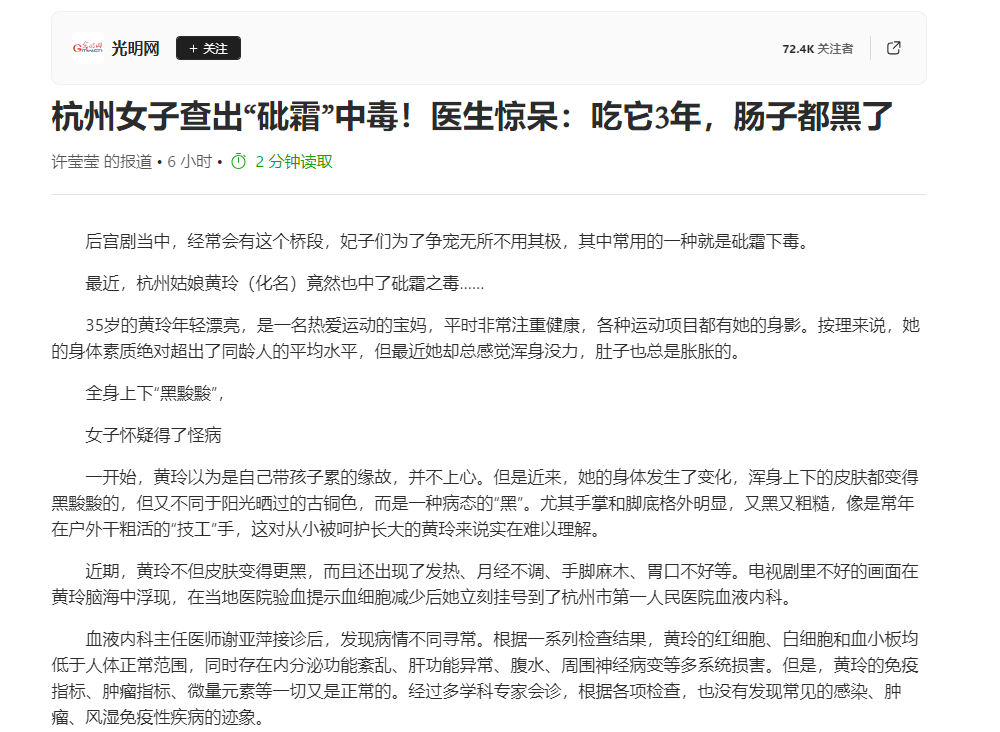 光明网
+ 关注
72.4K 关注者
杭州女子查出“砒霜”中毒！医生惊呆：吃它3年，肠子都黑了
许莹莹 的报道 • 6 小时 • 2 分钟读取
后宫剧当中，经常会有这个桥段，妃子们为了争宠无所不用其极，其中常用的一种就是砒霜下毒。
最近，杭州姑娘黄玲（化名）竟然也中了砒霜之毒……
35岁的黄玲年轻漂亮，是一名热爱运动的宝妈，平时非常注重健康，各种运动项目都有她的身影。按理来说，她
的身体素质绝对超出了同龄人的平均水平，但最近她却总感觉浑身没力，肚子也总是胀胀的。
全身上下“黑黢黢”，
女子怀疑得了怪病
一开始，黄玲以为是自己带孩子累的缘故，并不上心。但是近来，她的身体发生了变化，浑身上下的皮肤都变得
黑黢黢的，但又不同于阳光晒过的古铜色，而是一种病态的“黑”。尤其手掌和脚底格外明显，又黑又粗糙，像是常年
在户外干粗活的“技工”手，这对从小被呵护长大的黄玲来说实在难以理解。
近期，黄玲不但皮肤变得更黑，而且还出现了发热、月经不调、手脚麻木、胃口不好等。电视剧里不好的画面在
黄玲脑海中浮现，在当地医院验血提示血细胞减少后她立刻挂号到了杭州市第一人民医院血液内科。
血液内科主任医师谢亚萍接诊后，发现病情不同寻常。根据一系列检查结果，黄玲的红细胞、白细胞和血小板均
低于人体正常范围，同时存在内分泌功能紊乱、肝功能异常、腹水、周围神经病变等多系统损害。但是，黄玲的免疫
指标、肿瘤指标、微量元素等一切又是正常的。经过多学科专家会诊，根据各项检查，也没有发现常见的感染、肿
瘤、风湿免疫性疾病的迹象。